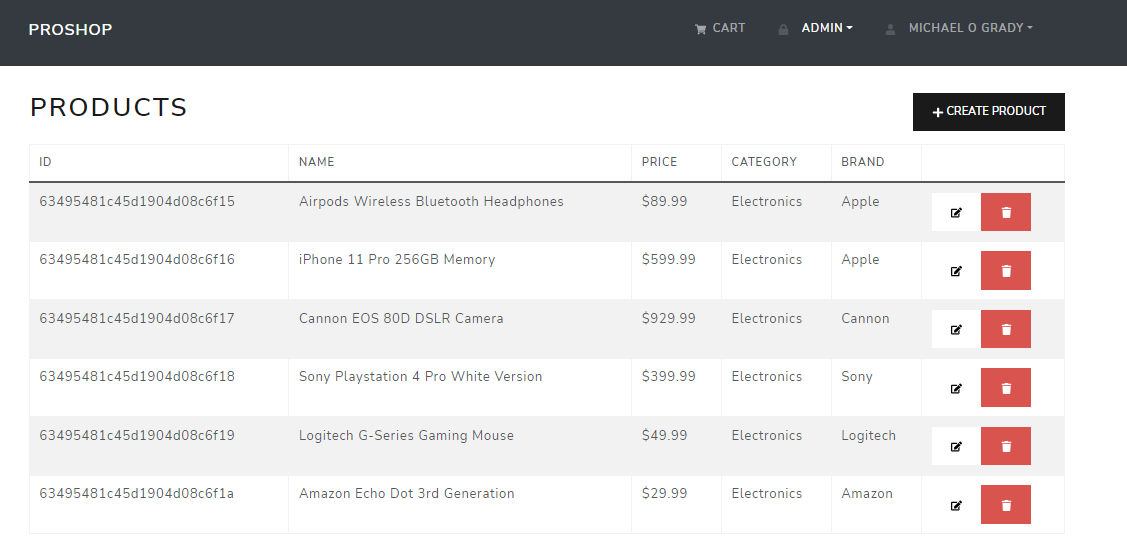 PROSHOP CART ADMIN MICHAEL O GRADY
PRODUCTS
CREATE PRODUCT
ID NAME PRICE CATEGORY BRAND
63495481c45d1904d08c6f15 Airpods Wireless Bluetooth Headphones $89.99 Electronics Apple
63495481c45d1904d08c6f16 iPhone 11 Pro 256GB Memory $599.99 Electronics Apple
63495481c45d1904d08c6f17 Cannon EOS 80D DSLR Camera $929.99 Electronics Cannon
63495481c45d1904d08c6f18 Sony Playstation 4 Pro White Version $399.99 Electronics Sony
63495481c45d1904d08c6f19 Logitech G-Series Gaming Mouse $49.99 Electronics Logitech
63495481c45d1904d08c6f1a Amazon Echo Dot 3rd Generation $29.99 Electronics Amazon